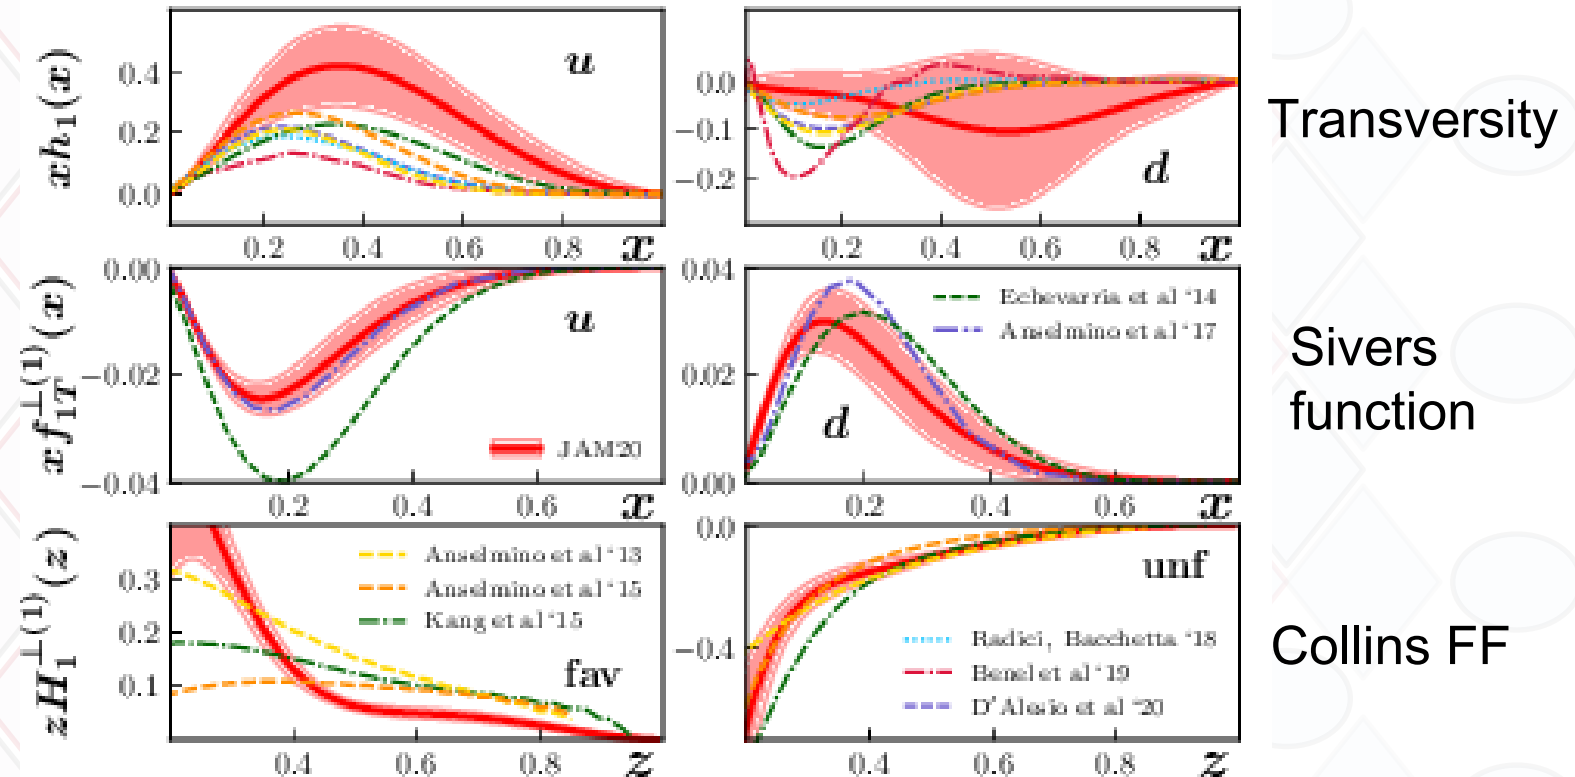 xh₁(x)
0.4
0.2
0.0
u
0.2 0.4 0.6 0.8 x
0.0
−0.1
−0.2
d
0.2 0.4 0.6 0.8 x
Transversity
xf₁T^⊥(1)(x)
0.00
−0.02
−0.04
u
JAM20
0.2 0.4 0.6 x
0.04
0.02
0.00
Echevarria et al '14
Anselmino et al '17
d
0.2 0.4 0.6 x
Sivers
function
zH₁^⊥(1)(z)
0.3
0.2
0.1
Anselmino et al '13
Anselmino et al '15
Kang et al '15
fav
0.4 0.6 0.8 z
0.0
−0.4
unf
Radici, Bacchetta '18
Benel et al '19
D'Alesio et al '20
0.4 0.6 0.8 z
Collins FF